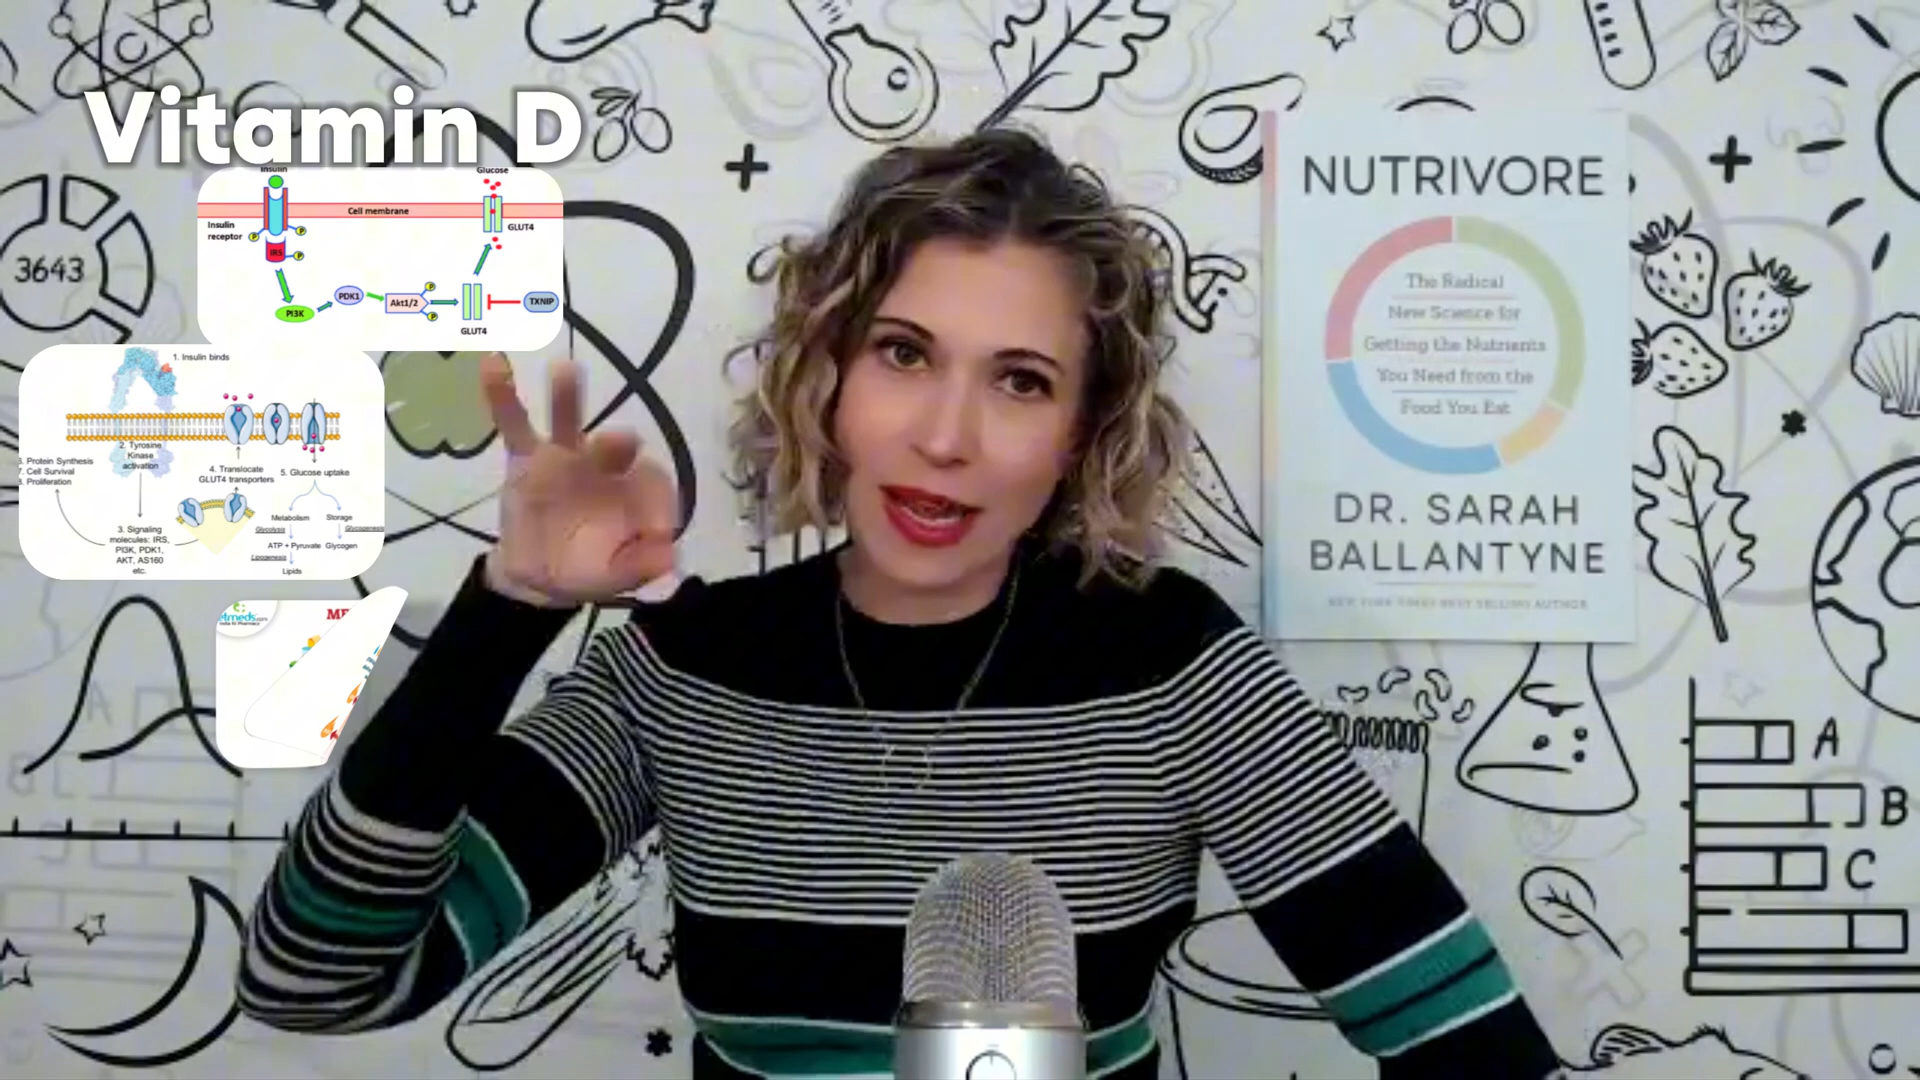 Vitamin D
Insulin
Glucose
Cell membrane
Insulin
receptor
GLUT4
P
P
IRS
P
PI3K
PDK1
Akt1/2
P
P
GLUT4
TXNIP
1. Insulin binds
2. Tyrosine
Kinase
activation
Protein Synthesis
7. Cell Survival
Proliferation
4. Translocate
GLUT4 transporters
5. Glucose uptake
Metabolism
Storage
Glycolysis
Glycogenesis
ATP + Pyruvate
Glycogen
Lipogenesis
Lipids
3. Signaling
molecules: IRS,
PI3K, PDK1,
AKT, AS160
etc.
etmeds.com
3643
NUTRIVORE
The Radical
New Science for
Getting the Nutrients
You Need from the
Food You Eat
DR. SARAH
BALLANTYNE
NEW YORK TIMES BEST SELLING AUTHOR
A
B
C